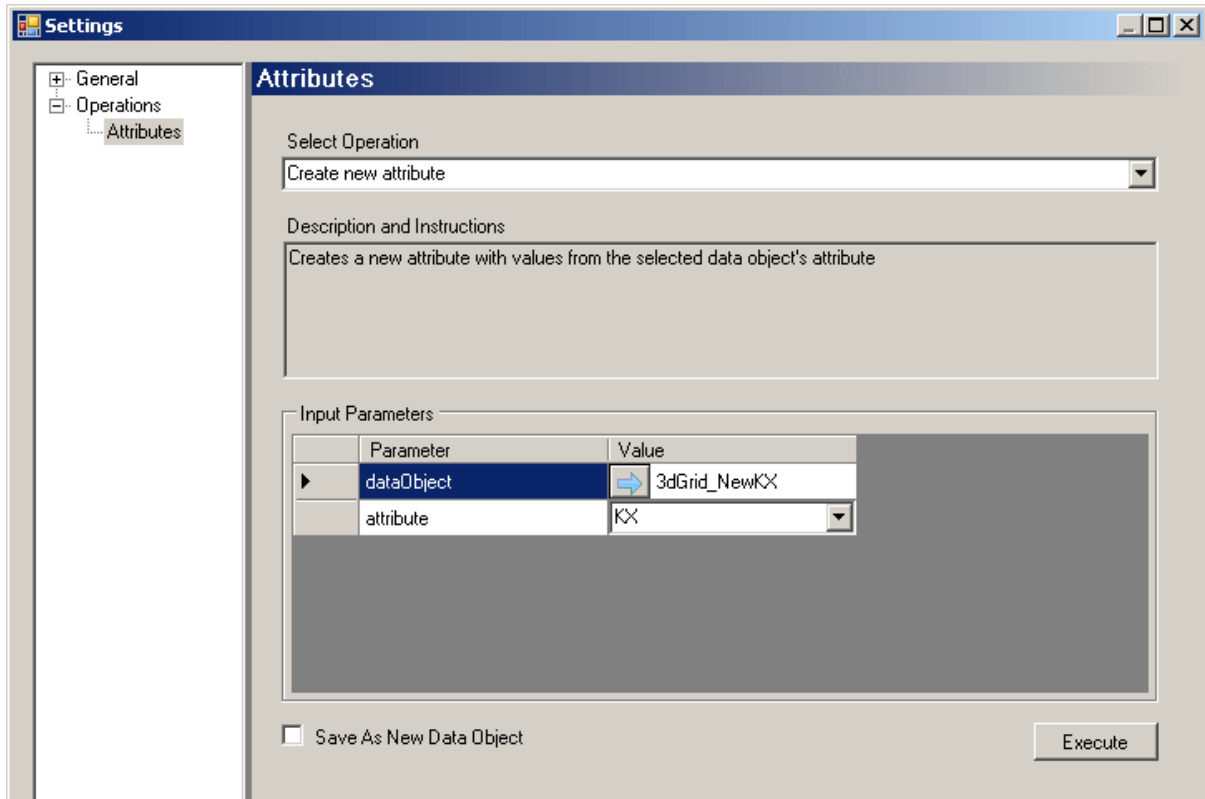 Settings
General
Operations
Attributes
Attributes
Select Operation
Create new attribute
Description and Instructions
Creates a new attribute with values from the selected data object's attribute
Input Parameters
Parameter Value
dataObject 3dGrid_NewKX
attribute KX
Save As New Data Object
Execute